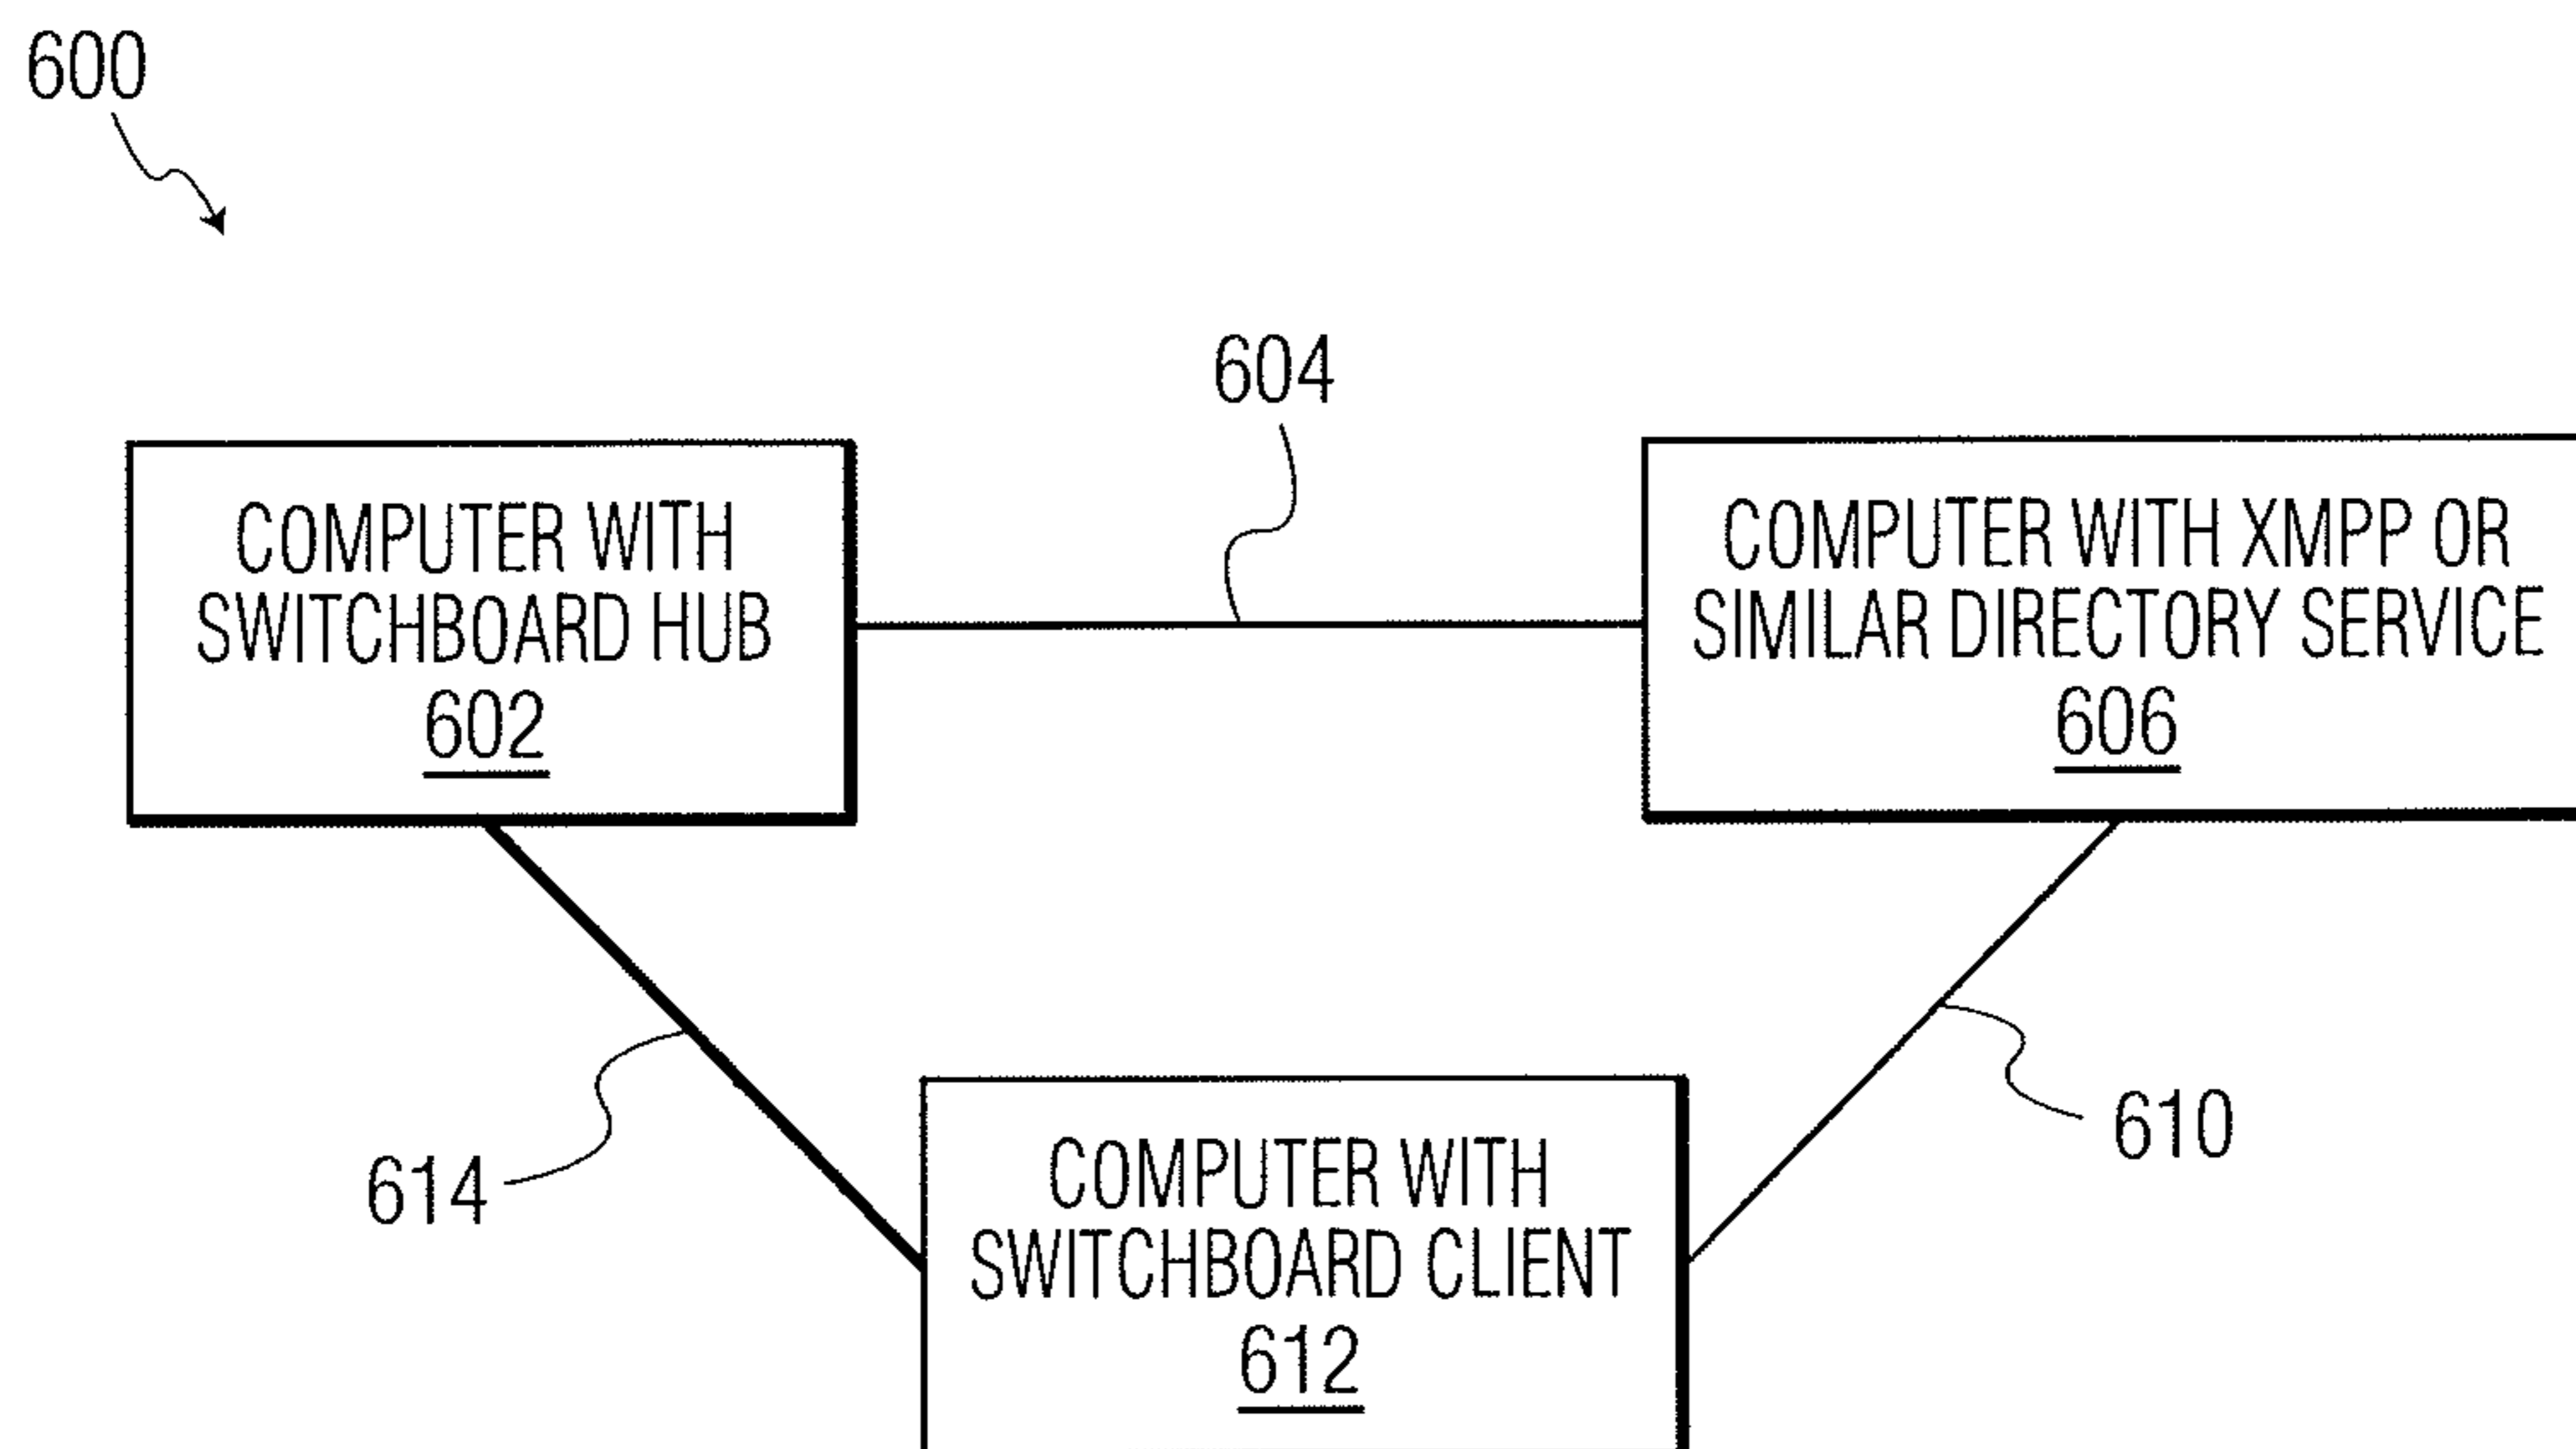 600
604
COMPUTER WITH
SWITCHBOARD HUB
602
COMPUTER WITH XMPP OR
SIMILAR DIRECTORY SERVICE
606
614
610
COMPUTER WITH
SWITCHBOARD CLIENT
612